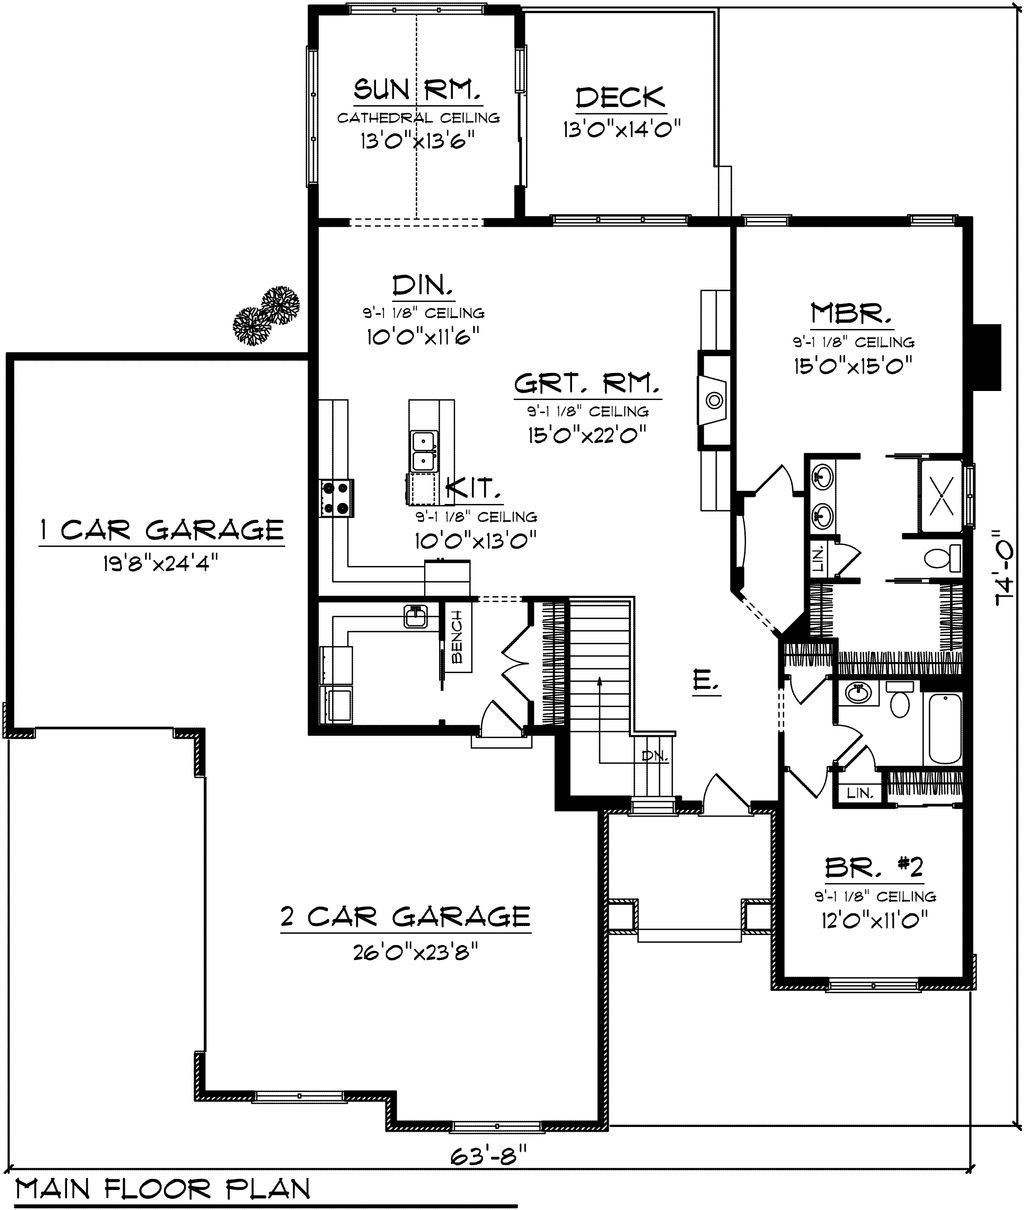 SUN RM.
CATHEDRAL CEILING
13'0"x13'6"
DECK
13'0"x14'0"
DIN.
9'-1 1/8" CEILING
10'0"x11'6"
MBR.
9'-1 1/8" CEILING
15'0"x15'0"
GRT. RM.
9'-1 1/8" CEILING
15'0"x22'0"
KIT.
9'-1 1/8" CEILING
10'0"x13'0"
1 CAR GARAGE
19'8"x24'4"
LIN.
74'-0"
BENCH
E.
DN.
LIN.
BR. #2
9'-1 1/8" CEILING
12'0"x11'0"
2 CAR GARAGE
26'0"x23'8"
63'-8"
MAIN FLOOR PLAN